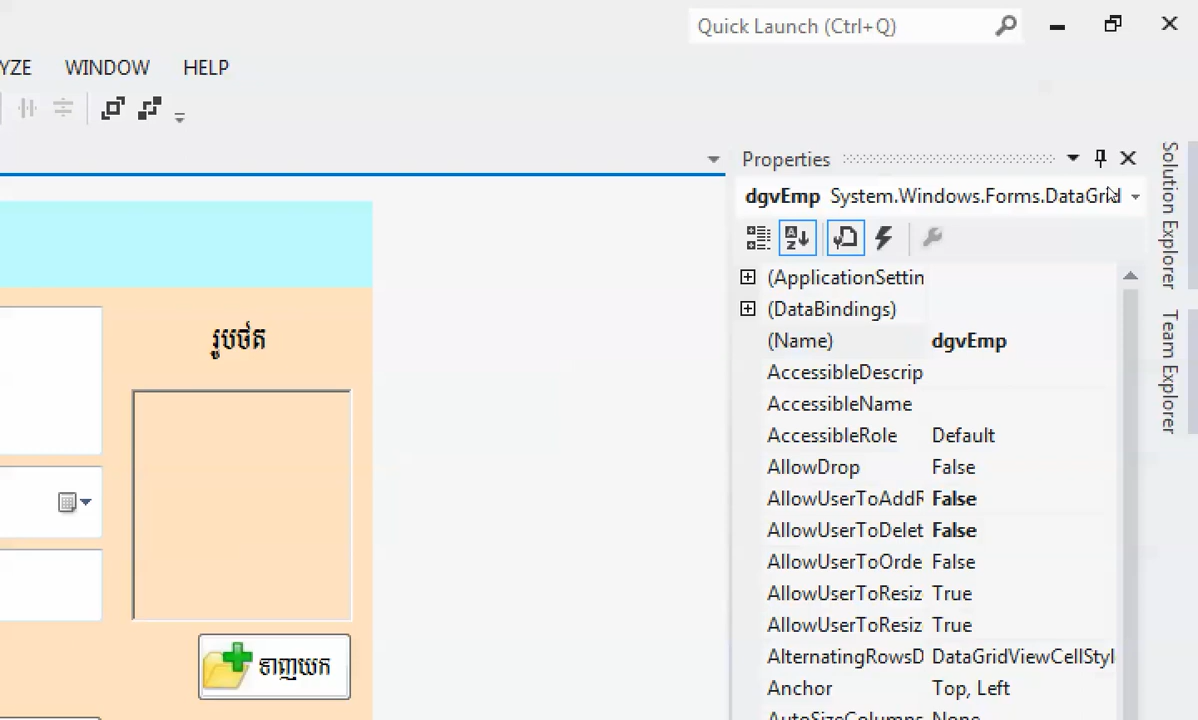 Quick Launch (Ctrl+Q)
YZE WINDOW HELP
Properties
dgvEmp System.Windows.Forms.DataGrid
(ApplicationSettin
(DataBindings)
(Name) dgvEmp
AccessibleDescrip
AccessibleName
AccessibleRole Default
AllowDrop False
AllowUserToAddR False
AllowUserToDelet False
AllowUserToOrde False
AllowUserToResiz True
AllowUserToResiz True
AlternatingRowsD DataGridViewCellStyl
Anchor Top, Left
AutoSizeColumns None
Solution Explorer
Team Explorer
រូបថត
ទាញយក